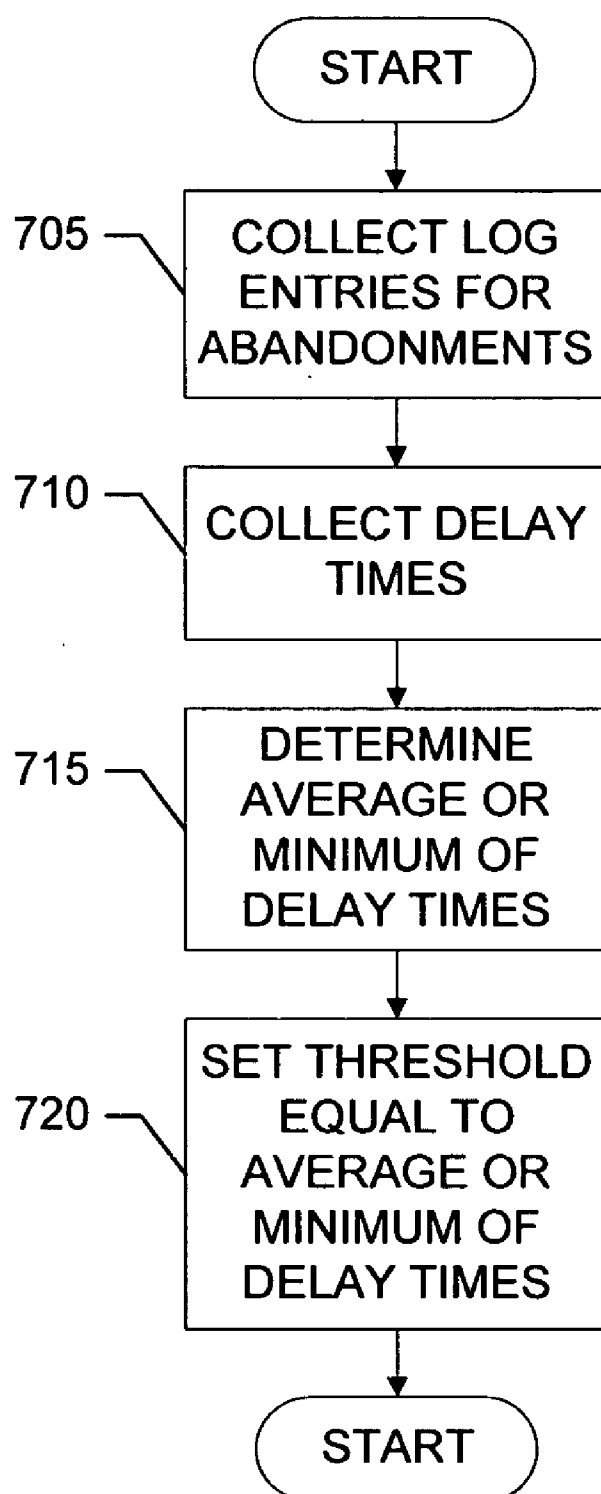 START
705
COLLECT LOG
ENTRIES FOR
ABANDONMENTS
710
COLLECT DELAY
TIMES
715
DETERMINE
AVERAGE OR
MINIMUM OF
DELAY TIMES
720
SET THRESHOLD
EQUAL TO
AVERAGE OR
MINIMUM OF
DELAY TIMES
START